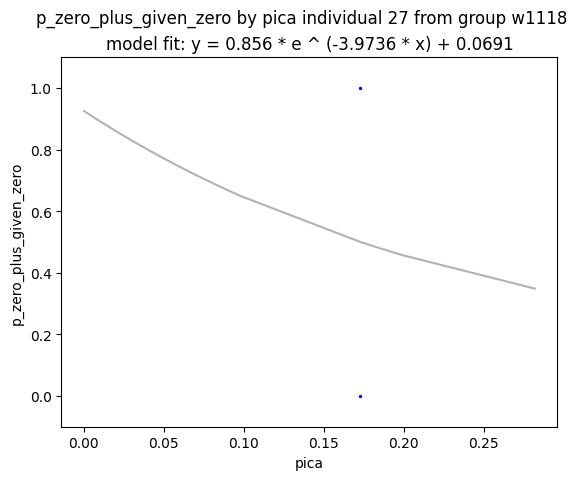 p_zero_plus_given_zero by pica individual 27 from group w1118
model fit: y = 0.856 * e ^ (-3.9736 * x) + 0.0691
1.0
0.8
0.6
0.4
0.2
0.0
p_zero_plus_given_zero
0.00 0.05 0.10 0.15 0.20 0.25
pica